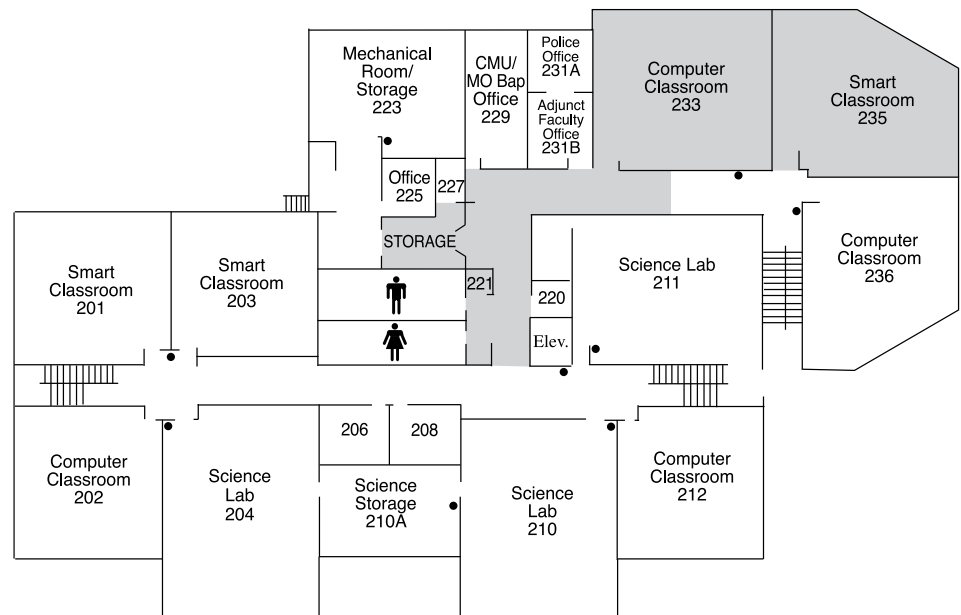 Mechanical
Room/
Storage
223
CMU/
MO Bap
Office
229
Police
Office
231A
Adjunct
Faculty
Office
231B
Computer
Classroom
233
Smart
Classroom
235
Office
225
227
STORAGE
221
220
Elev.
Science Lab
211
Computer
Classroom
236
Smart
Classroom
201
Smart
Classroom
203
Computer
Classroom
202
Science
Lab
204
206
208
Science
Storage
210A
Science
Lab
210
Computer
Classroom
212